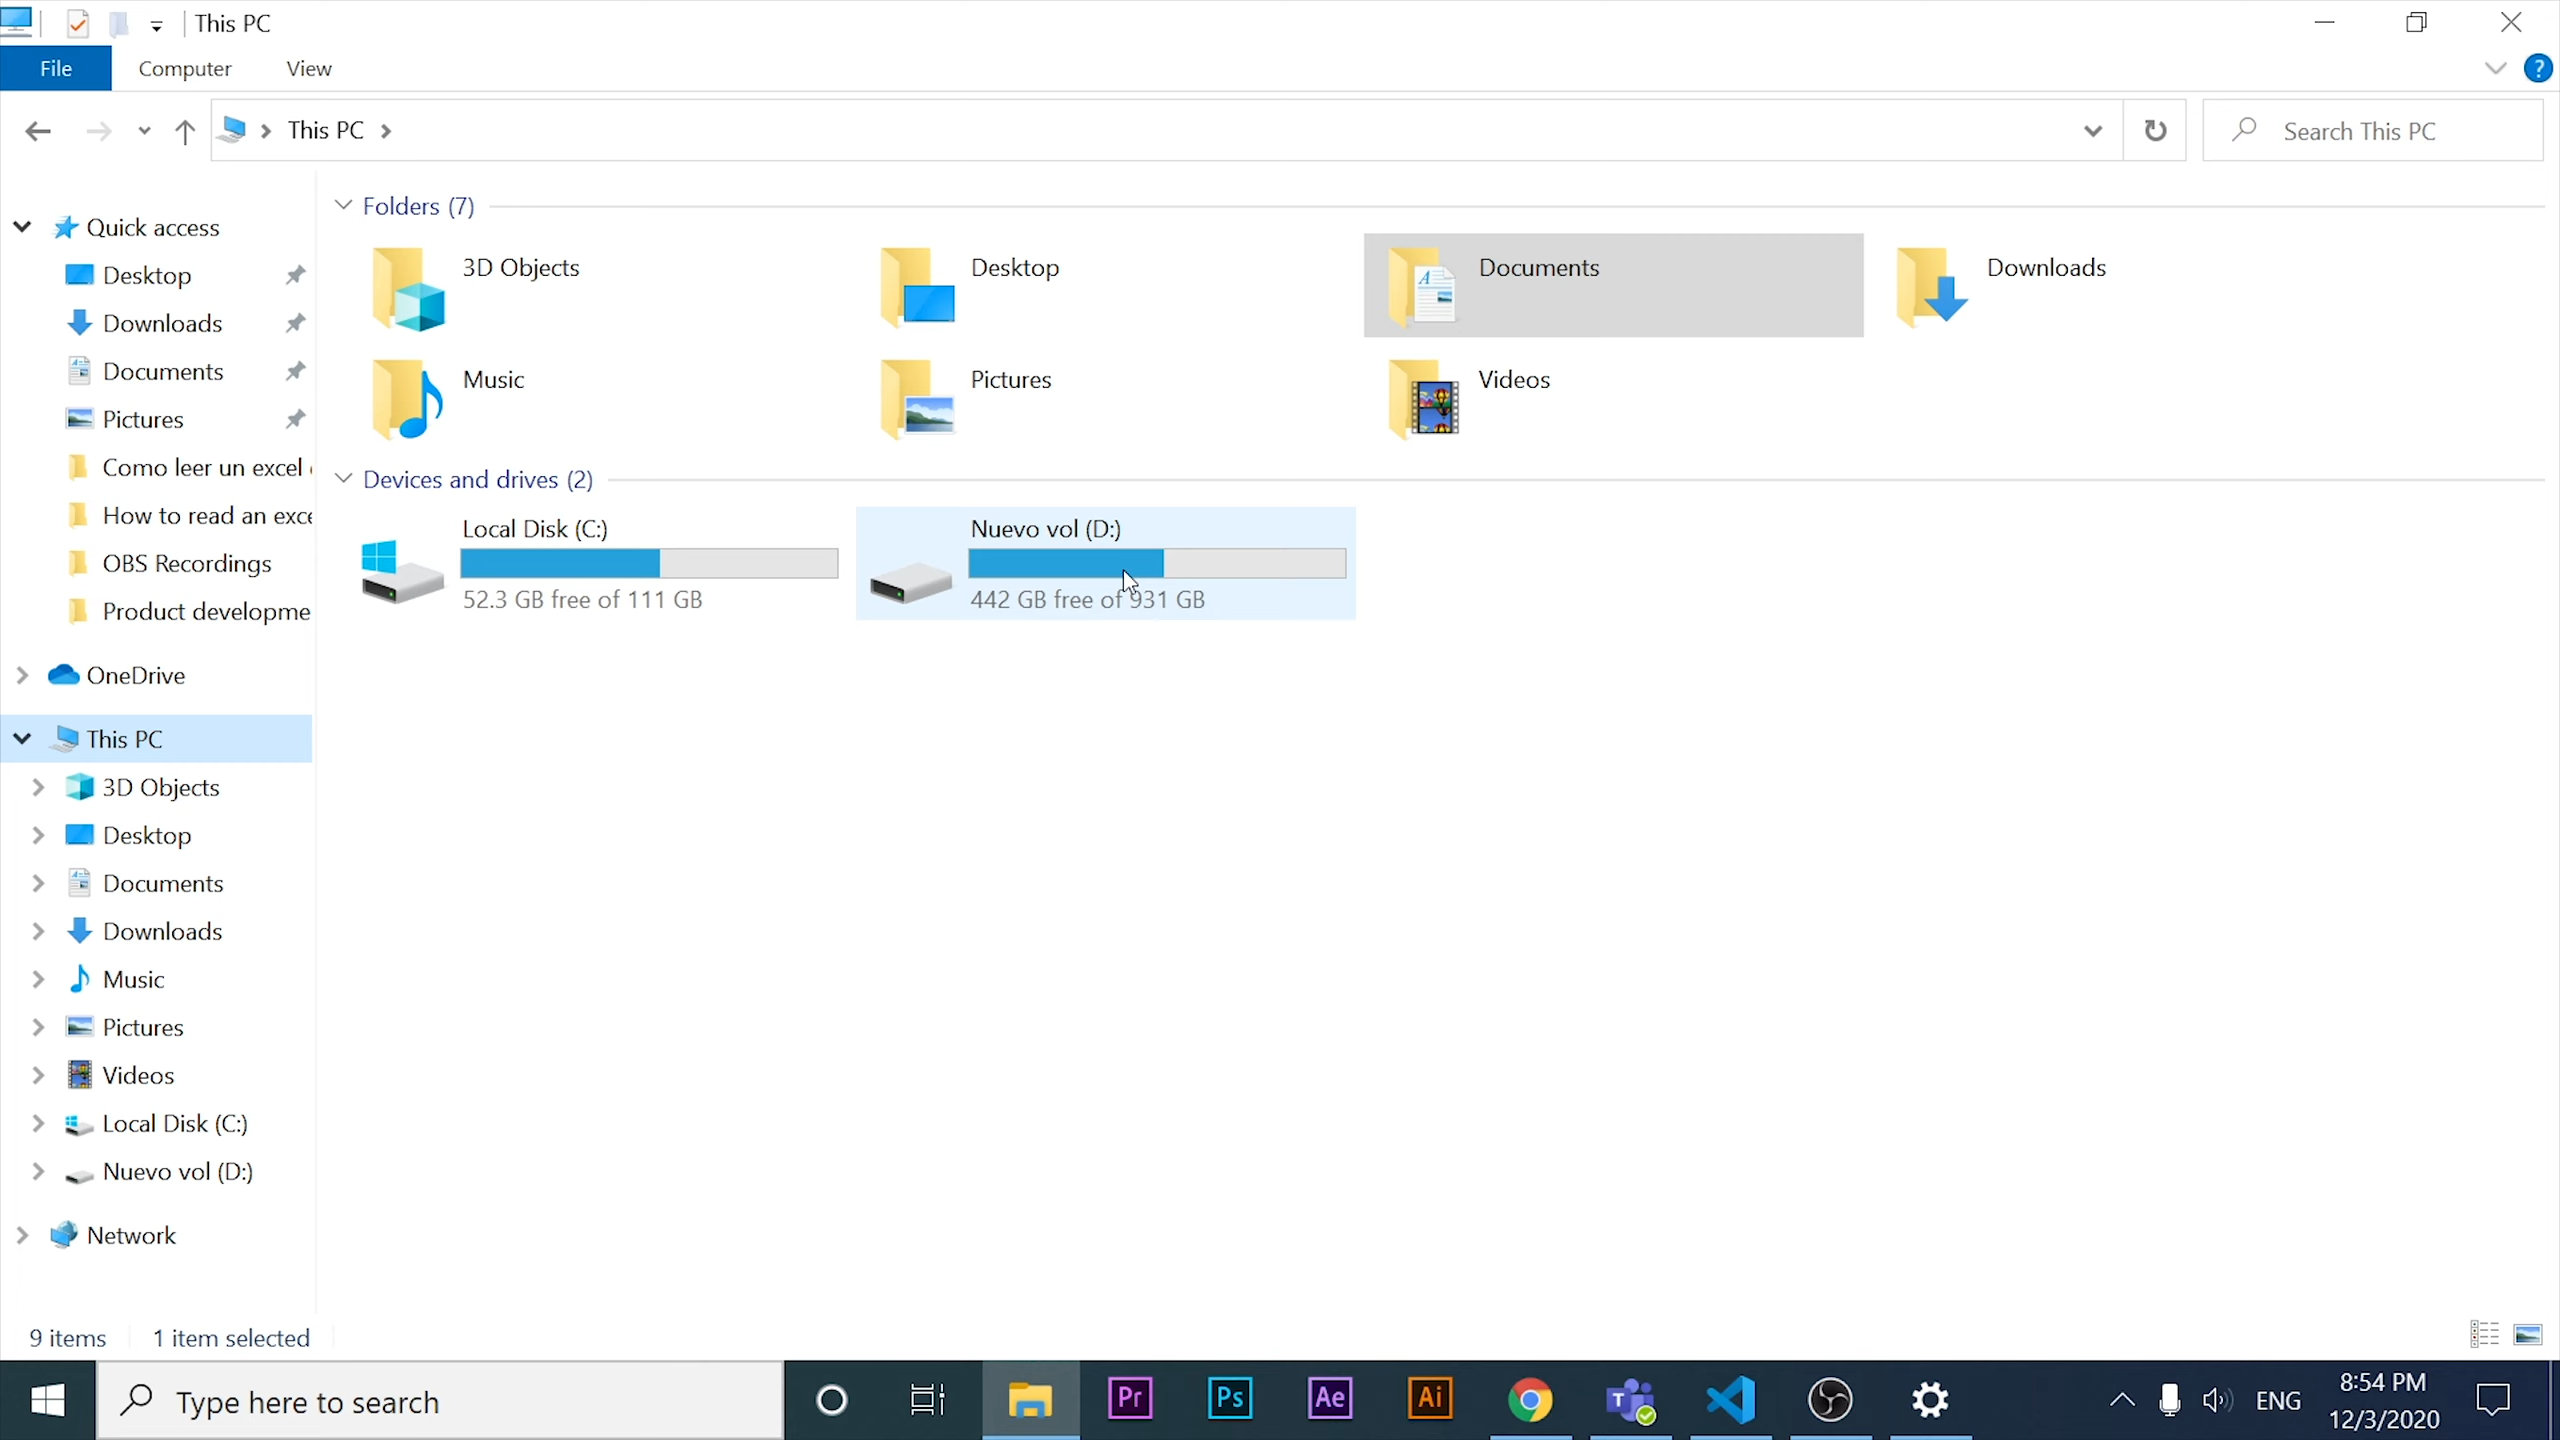 This PC
File
Computer
View
This PC
Search This PC
Quick access
Desktop
Downloads
Documents
Pictures
Como leer un excel
How to read an exc
OBS Recordings
Product developme
OneDrive
This PC
3D Objects
Desktop
Documents
Downloads
Music
Pictures
Videos
Local Disk (C:)
Nuevo vol (D:)
Network
Folders (7)
3D Objects
Desktop
Documents
Downloads
Music
Pictures
Videos
Devices and drives (2)
Local Disk (C:)
52.3 GB free of 111 GB
Nuevo vol (D:)
442 GB free of 931 GB
9 items
1 item selected
Type here to search
Pr
Ps
Ae
Ai
ENG
8:54 PM
12/3/2020